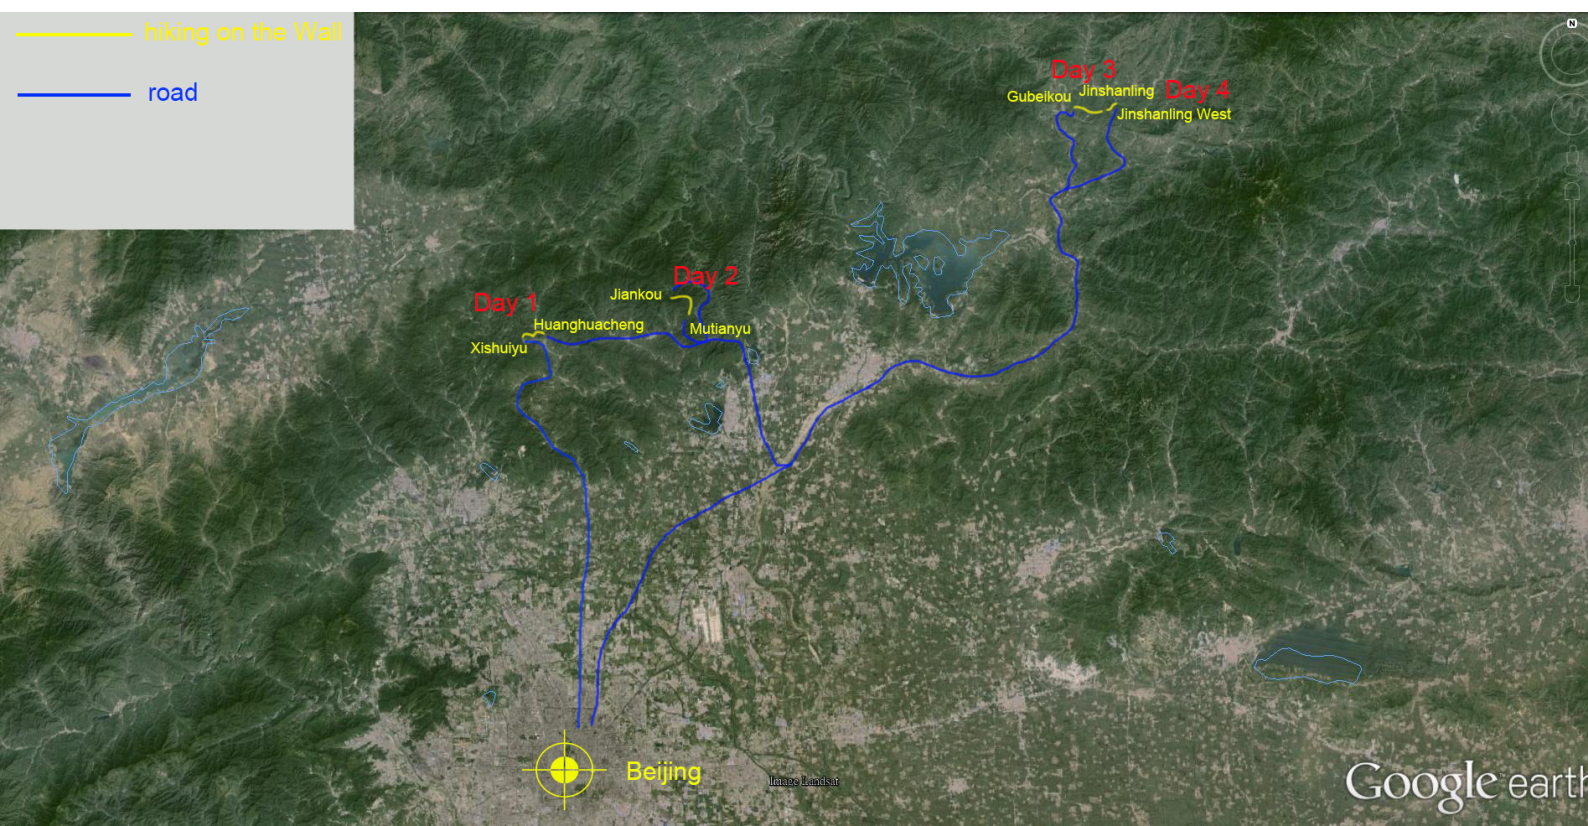 hiking on the Wall
road
N
Day 3
Jinshanling
Day 4
Gubeikou
Jinshanling West
Day 2
Jiankou
Day 1
Huanghuacheng
Mutianyu
Xishuiyu
Beijing
Image Landsat
Google earth